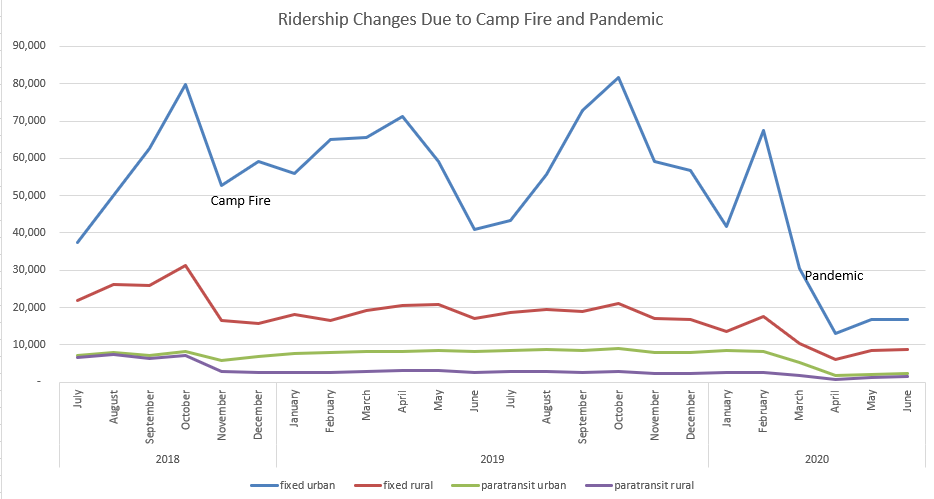 Ridership Changes Due to Camp Fire and Pandemic
90,000
80,000
70,000
60,000
50,000
40,000
30,000
20,000
10,000
-
Camp Fire
Pandemic
July August September October November December January February March April May June July August September October November December January February March April May June
2018 2019 2020
fixed urban fixed rural paratransit urban paratransit rural